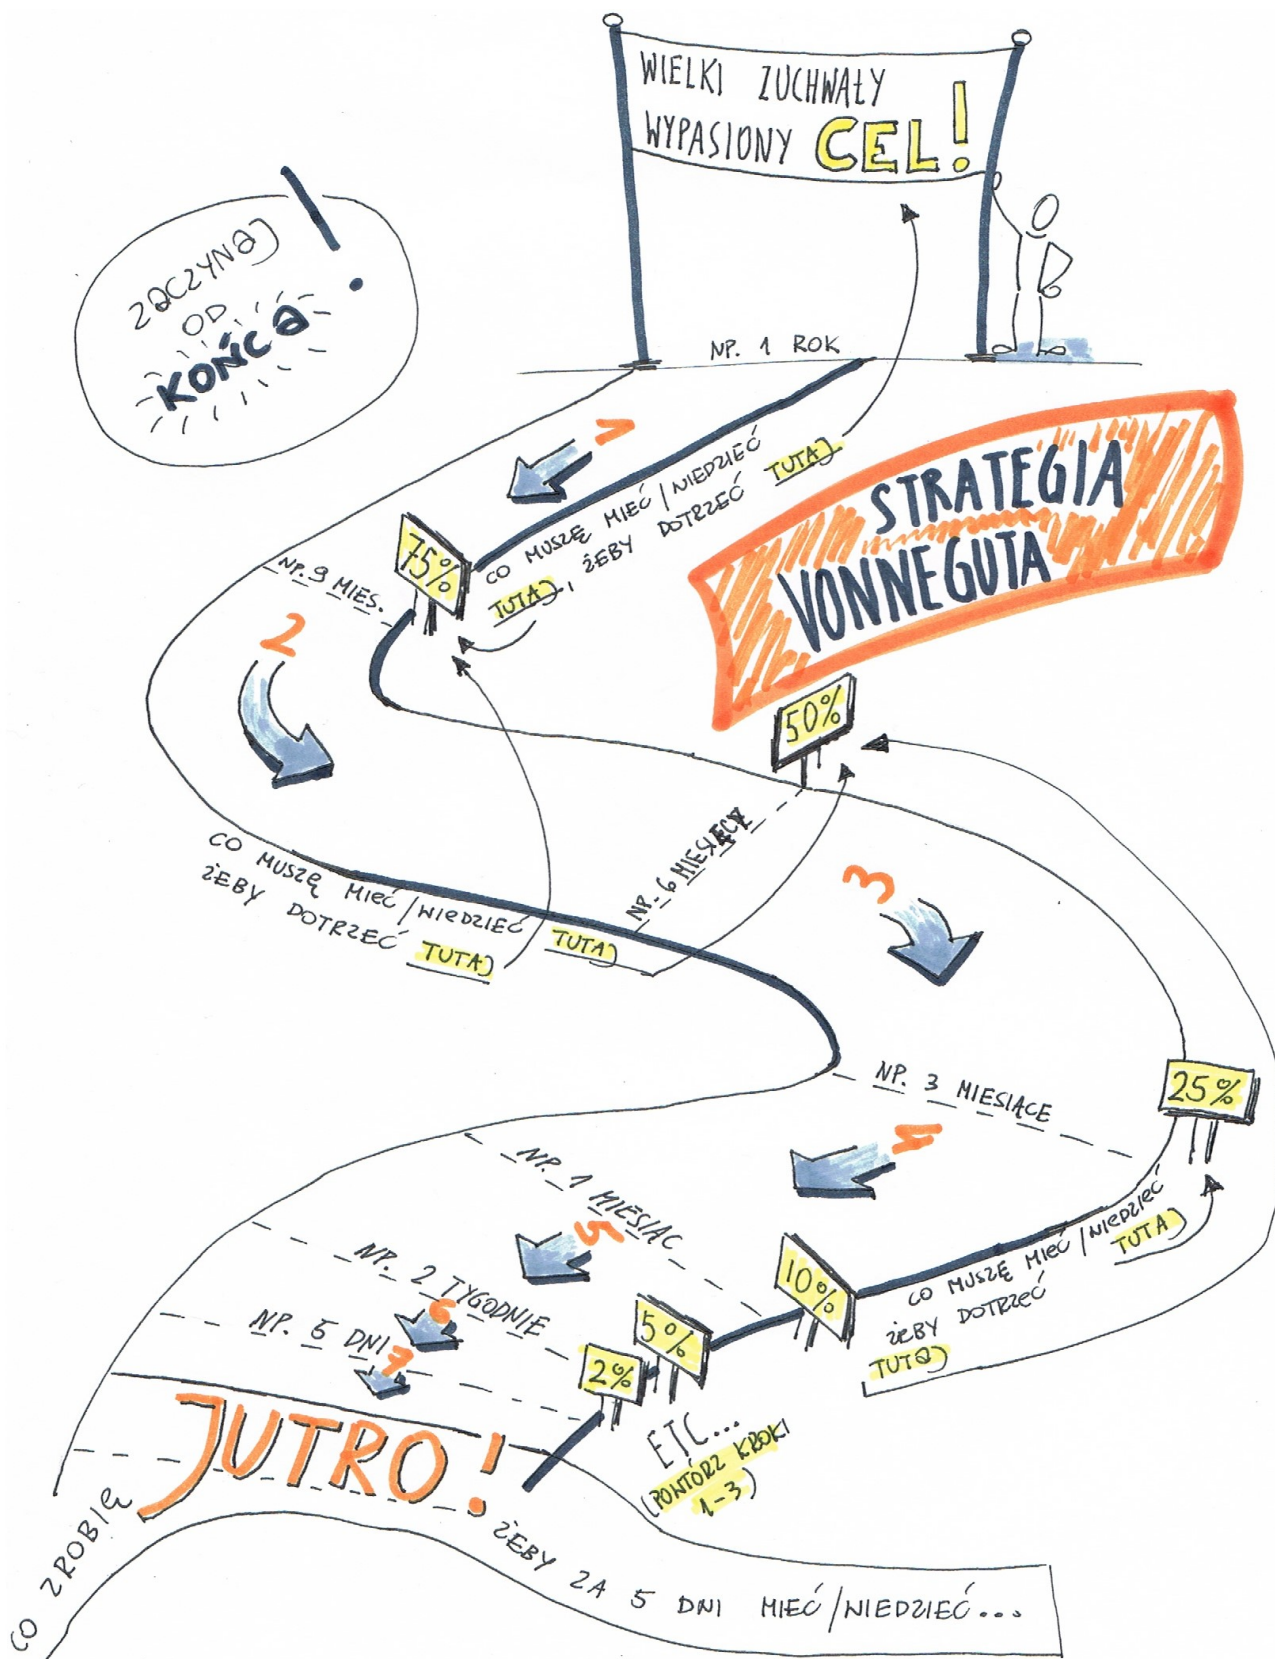 WIELKI ZUCHWAŁY
WYPASIONY CEL!
ZACZYNAJ
OD
KOŃCA!
NP. 1 ROK
1
CO MUSZĘ MIEĆ/WIEDZIEĆ
TUTAJ, ŻEBY DOTRZEĆ TUTAJ
STRATEGIA
VONNEGUTA
75%
NP. 9 MIES.
2
50%
NP. 6 MIESIĘCY
CO MUSZĘ MIEĆ/WIEDZIEĆ TUTAJ
ŻEBY DOTRZEĆ TUTAJ
3
25%
NP. 3 MIESIĄCE
4
CO MUSZĘ MIEĆ/WIEDZIEĆ TUTAJ
ŻEBY DOTRZEĆ
TUTAJ
10%
NP. 1 MIESIĄC
5
5%
NP. 2 TYGODNIE
6
2%
NP. 5 DNI
7
ETC...
(POWTÓRZ KROKI
1-3)
CO ZROBIĘ
JUTRO!
ŻEBY ZA 5 DNI MIEĆ/WIEDZIEĆ...